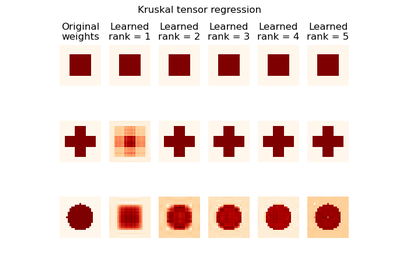 Kruskal tensor regression
Original weights
Learned rank = 1
Learned rank = 2
Learned rank = 3
Learned rank = 4
Learned rank = 5